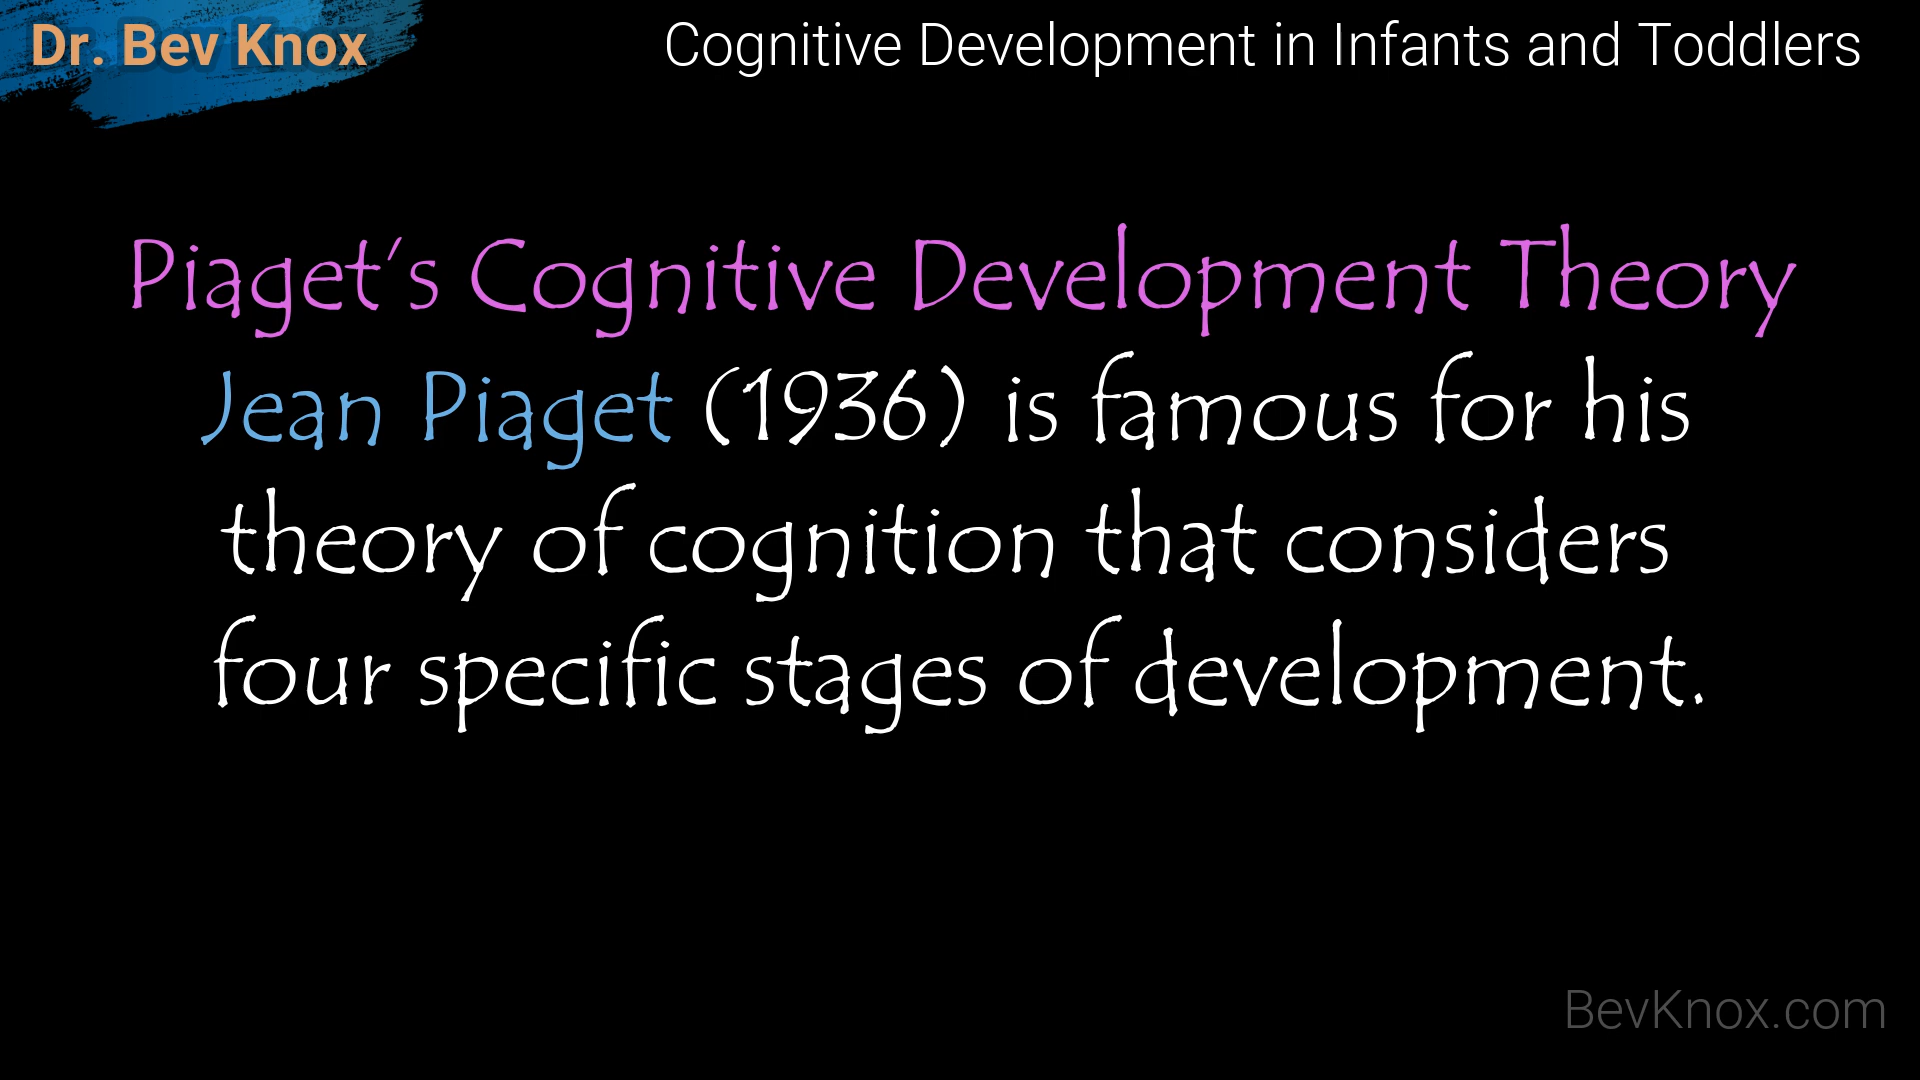 Dr. Bev Knox
Cognitive Development in Infants and Toddlers
Piaget’s Cognitive Development Theory
Jean Piaget (1936) is famous for his
theory of cognition that considers
four specific stages of development.
BevKnox.com